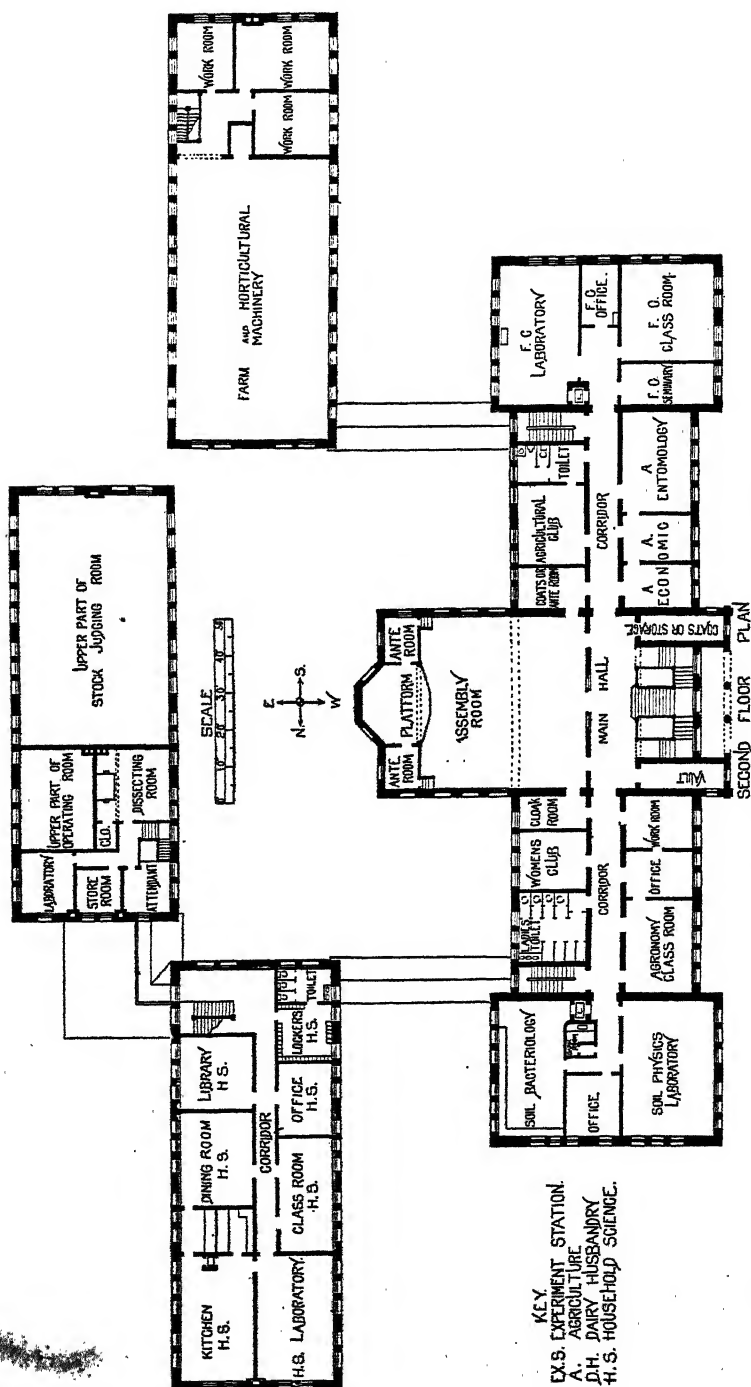 WORK ROOM
WORK ROOM
WORK ROOM
FARM AND HORTICULTURAL
MACHINERY
UPPER PART OF
STOCK JUDGING ROOM
UPPER PART OF
OPERATING ROOM
CLO.
DISSECTING
ROOM
LABORATORY
STORE
ROOM
ATTENDANT
SCALE
10 20 30 40 50
E.
N. S.
W
KITCHEN
H.S.
DINING ROOM
H.S.
LIBRARY
H S.
CORRIDOR
H.S. LABORATORY.
CLASS ROOM
H.S.
OFFICE
H.S.
LOCKERS
H.S.
TOILET
ANTE ROOM
PLATFORM
ANTE
ROOM
ASSEMBLY
ROOM
MAIN HALL
VAULT
COATS OR STORAGE
SOIL BACTERIOLOGY
OFFICE
SOIL PHYSICS
LABORATORY
LADIES
TOILET
WOMENS
CLUB
CLOAK
ROOM
CORRIDOR
AGRONOMY
CLASS ROOM
OFFICE
WORK ROOM
COATS OR
ANTE ROOM
AGRICULTURAL
CLUB
TOILET
CORRIDOR
A A.
ECONOMIC
A
ENTOMOLOGY
F. C
LABORATORY
F. C
OFFICE.
F. C.
SEMINARY
F. C.
CLASS ROOM.
SECOND FLOOR PLAN
KEY.
EX.S. EXPERIMENT STATION.
A. AGRICULTURE
D.H. DAIRY HUSBANDRY
H.S. HOUSEHOLD SCIENCE.